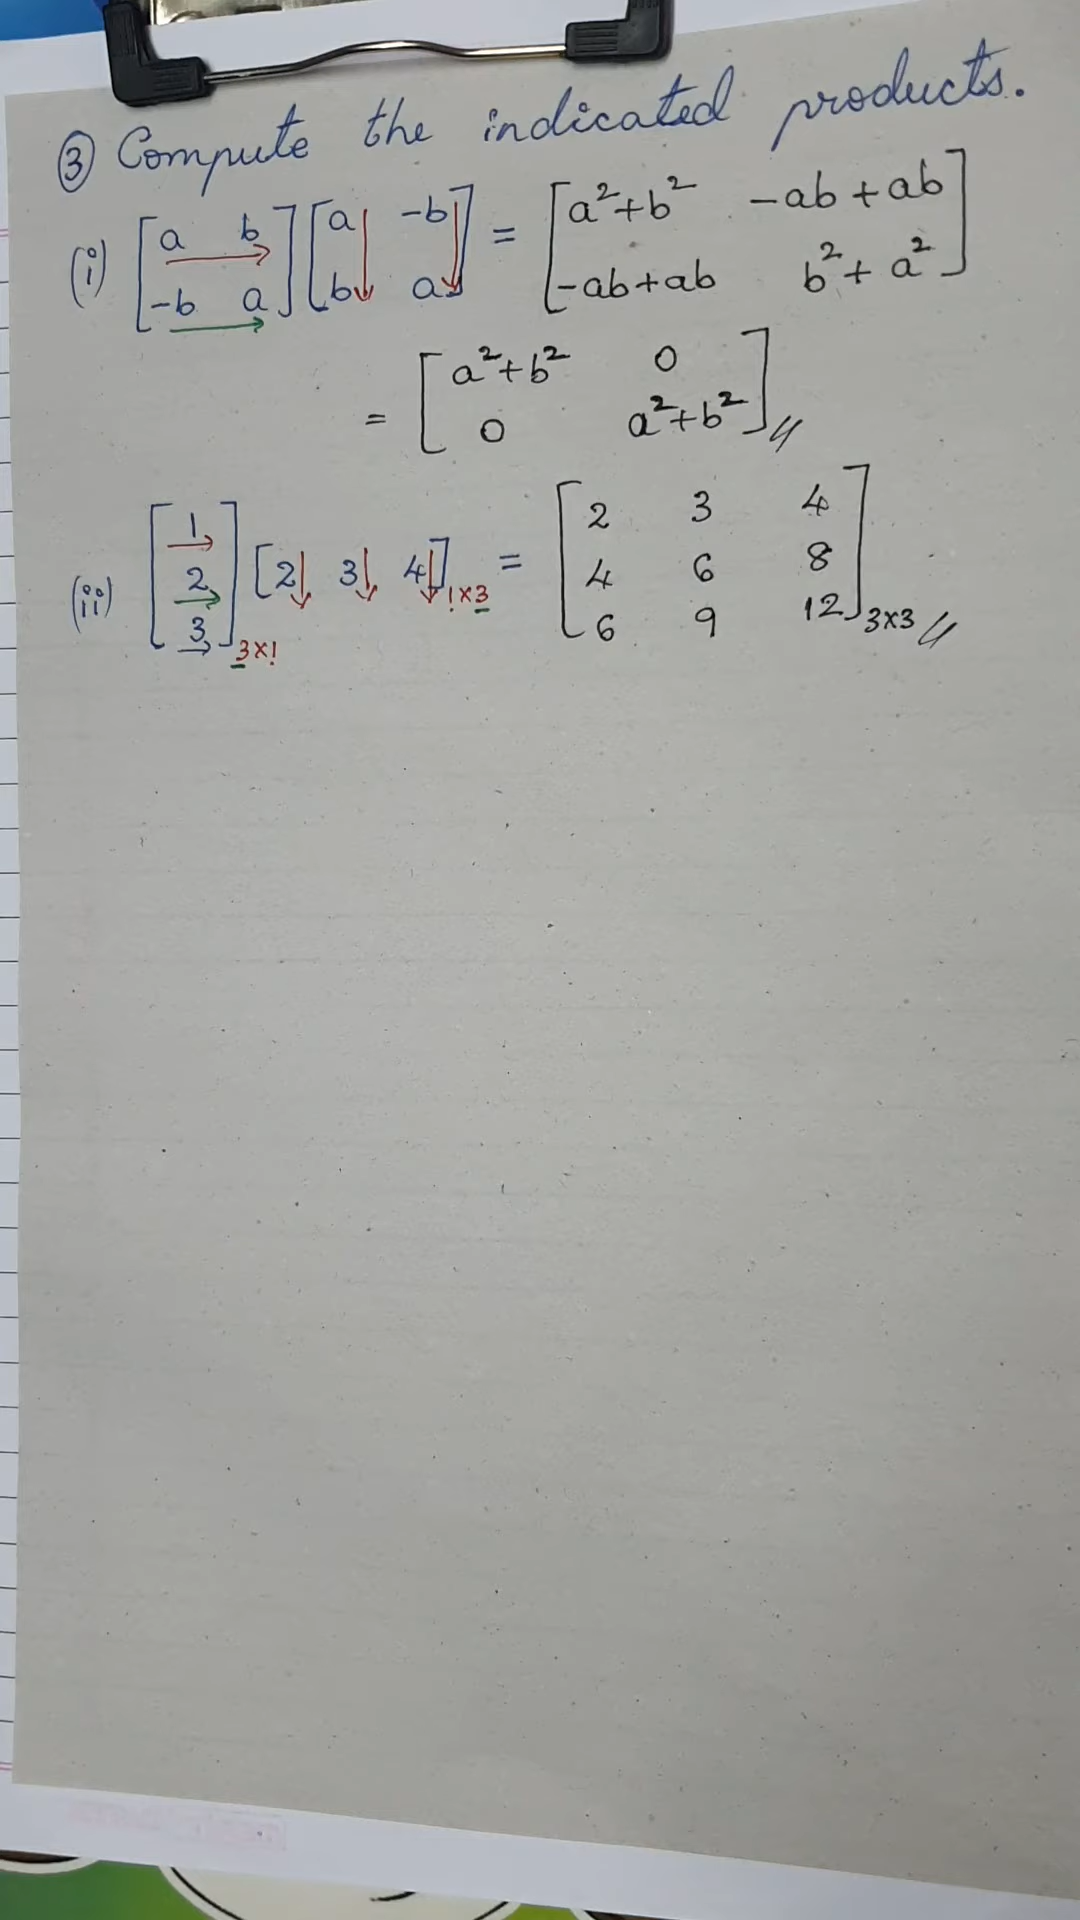 ③ Compute the indicated products.
(i) [a b; -b a] [a -b; b a] = [a²+b² -ab+ab; -ab+ab b²+a²]
= [a²+b² 0; 0 a²+b²]//
(ii) [1; 2; 3]3×1 [2 3 4]1×3 = [2 3 4; 4 6 8; 6 9 12]3×3 //